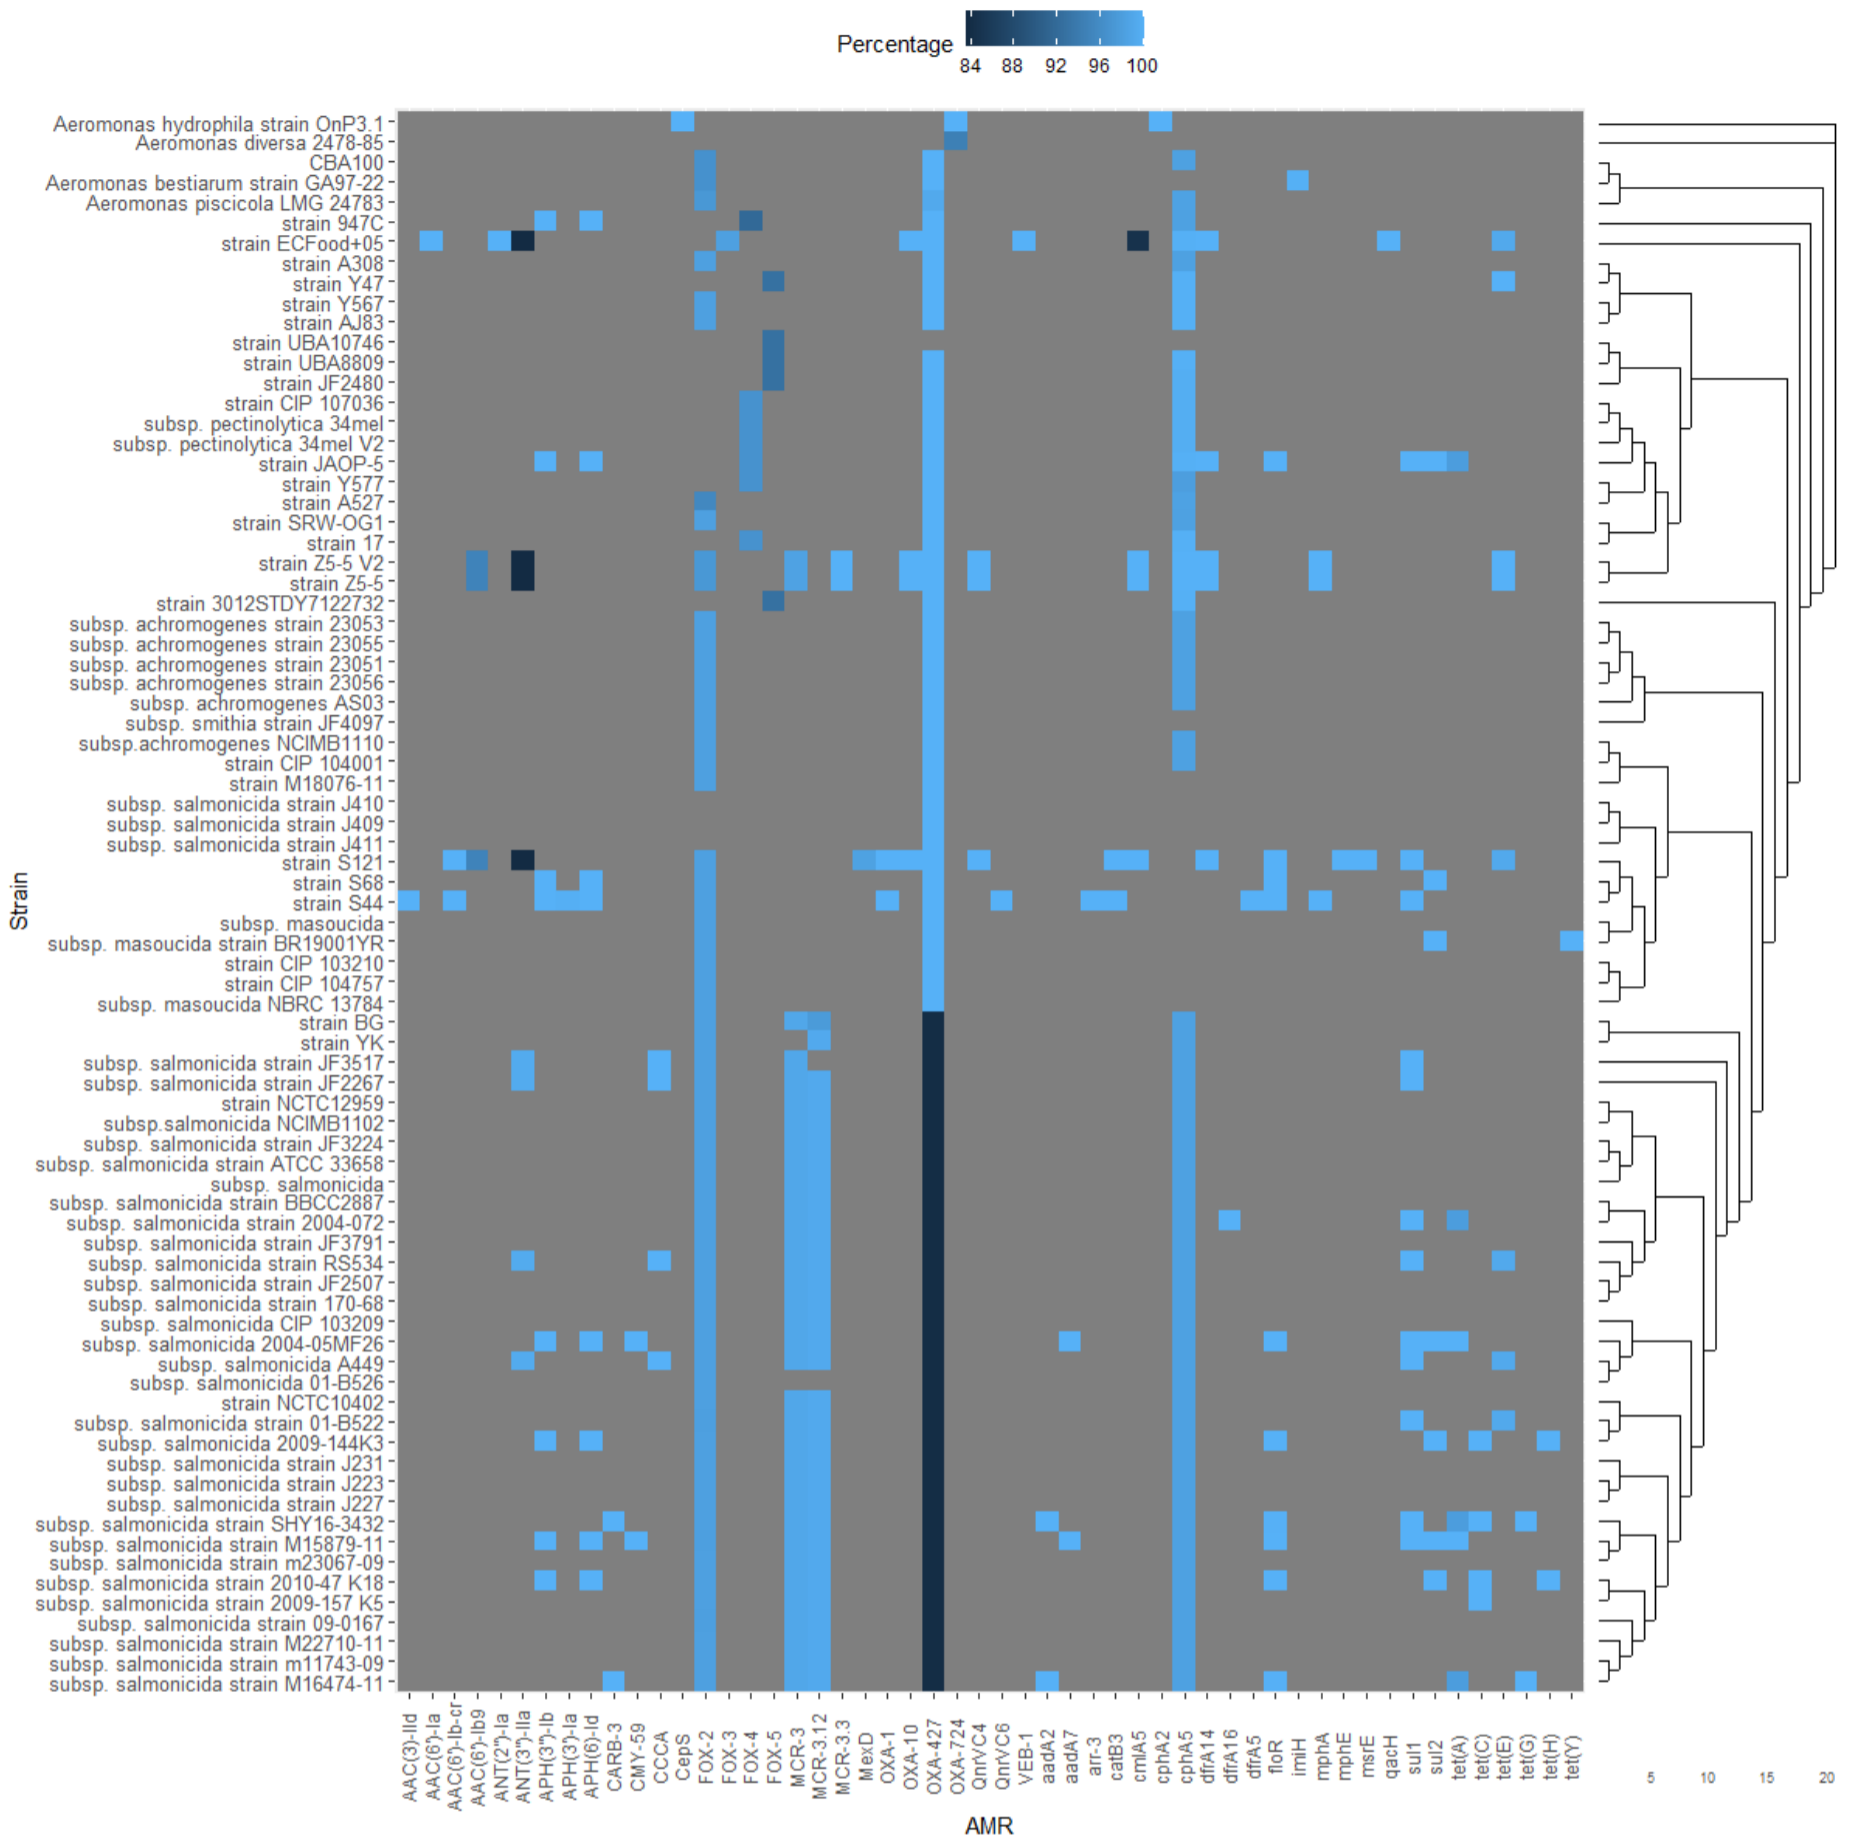 Percentage
84 88 92 96 100
Aeromonas hydrophila strain OnP3.1
Aeromonas diversa 2478-85
CBA100
Aeromonas bestiarum strain GA97-22
Aeromonas piscicola LMG 24783
strain 947C
strain ECFood+05
strain A308
strain Y47
strain Y567
strain AJ83
strain UBA10746
strain UBA8809
strain JF2480
strain CIP 107036
subsp. pectinolytica 34mel
subsp. pectinolytica 34mel V2
strain JAOP-5
strain Y577
strain A527
strain SRW-OG1
strain 17
strain Z5-5 V2
strain Z5-5
strain 3012STDY7122732
subsp. achromogenes strain 23053
subsp. achromogenes strain 23055
subsp. achromogenes strain 23051
subsp. achromogenes strain 23056
subsp. achromogenes AS03
subsp. smithia strain JF4097
subsp.achromogenes NCIMB1110
strain CIP 104001
strain M18076-11
subsp. salmonicida strain J410
subsp. salmonicida strain J409
subsp. salmonicida strain J411
strain S121
strain S68
strain S44
subsp. masoucida
subsp. masoucida strain BR19001YR
strain CIP 103210
strain CIP 104757
subsp. masoucida NBRC 13784
strain BG
strain YK
subsp. salmonicida strain JF3517
subsp. salmonicida strain JF2267
strain NCTC12959
subsp.salmonicida NCIMB1102
subsp. salmonicida strain JF3224
subsp. salmonicida strain ATCC 33658
subsp. salmonicida
subsp. salmonicida strain BBCC2887
subsp. salmonicida strain 2004-072
subsp. salmonicida strain JF3791
subsp. salmonicida strain RS534
subsp. salmonicida strain JF2507
subsp. salmonicida strain 170-68
subsp. salmonicida CIP 103209
subsp. salmonicida 2004-05MF26
subsp. salmonicida A449
subsp. salmonicida 01-B526
strain NCTC10402
subsp. salmonicida strain 01-B522
subsp. salmonicida 2009-144K3
subsp. salmonicida strain J231
subsp. salmonicida strain J223
subsp. salmonicida strain J227
subsp. salmonicida strain SHY16-3432
subsp. salmonicida strain M15879-11
subsp. salmonicida strain m23067-09
subsp. salmonicida strain 2010-47 K18
subsp. salmonicida strain 2009-157 K5
subsp. salmonicida strain 09-0167
subsp. salmonicida strain M22710-11
subsp. salmonicida strain m11743-09
subsp. salmonicida strain M16474-11
Strain
AAC(3)-IId
AAC(6')-Ia
AAC(6')-Ib-cr
AAC(6')-Ib9
ANT(2'')-Ia
ANT(3'')-IIa
APH(3'')-Ib
APH(3')-Ia
APH(6)-Id
CARB-3
CMY-59
CCCA
CepS
FOX-2
FOX-3
FOX-4
FOX-5
MCR-3
MCR-3.12
MCR-3.3
MexD
OXA-1
OXA-10
OXA-427
OXA-724
QnrVC4
QnrVC6
VEB-1
aadA2
aadA7
arr-3
catB3
cmlA5
cphA2
cphA5
dfrA14
dfrA16
dfrA5
floR
imiH
mphA
mphE
msrE
qacH
sul1
sul2
tet(A)
tet(C)
tet(E)
tet(G)
tet(H)
tet(Y)
5 10 15 20
AMR